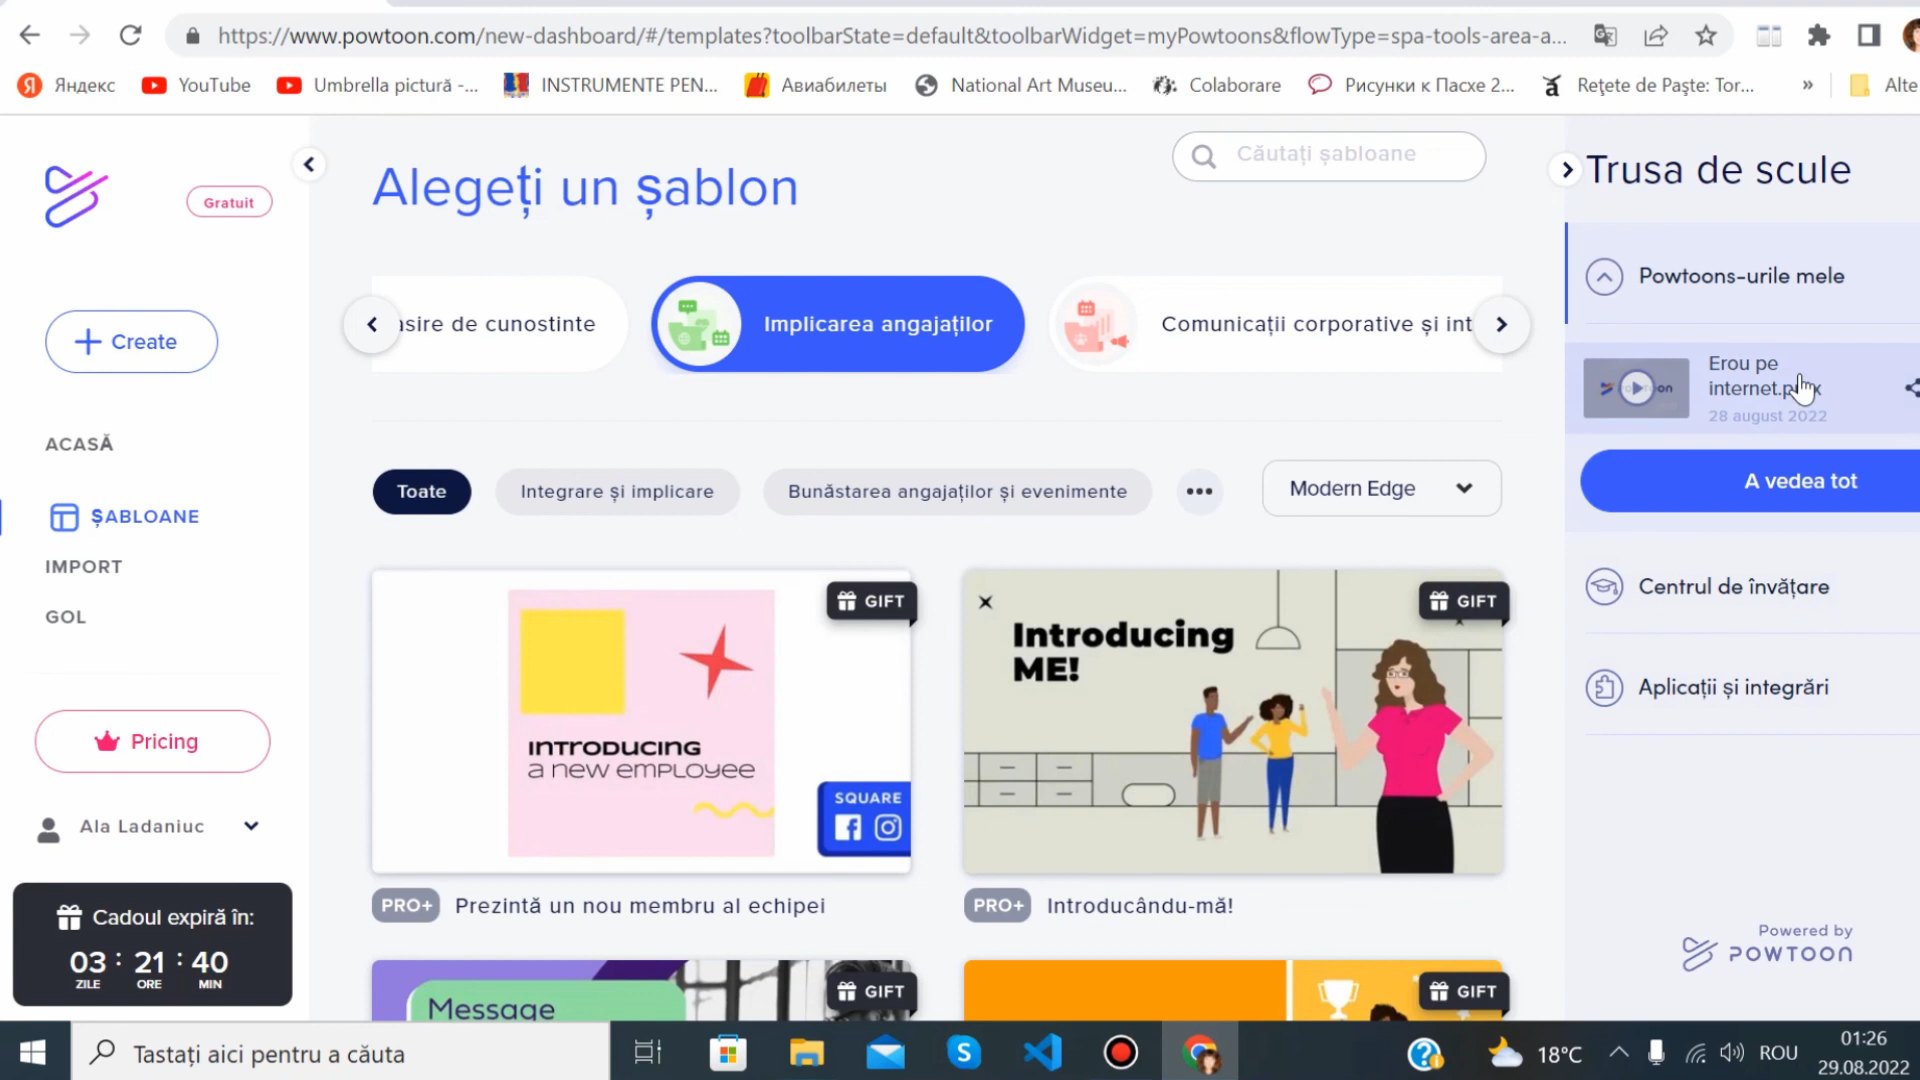 https://www.powtoon.com/new-dashboard/#/templates?toolbarState=default&toolbarWidget=myPowtoons&flowType=spa-tools-area-a...
Яндекс
YouTube
Umbrella pictură -...
INSTRUMENTE PEN...
Авиабилеты
National Art Museu...
Colaborare
Рисунки к Пасхе 2...
Rețete de Paște: Tor...
»
Alte
Gratuit
Create
ACASĂ
ȘABLOANE
IMPORT
GOL
Pricing
Ala Ladaniuc
Cadoul expiră în:
03 : 21 : 40
ZILE ORE MIN
Alegeți un șablon
Căutați șabloane
asire de cunostinte
Implicarea angajaților
Comunicații corporative și int
Toate
Integrare și implicare
Bunăstarea angajaților și evenimente
Modern Edge
GIFT
INTRODUCING
a new employee
SQUARE
PRO+ Prezintă un nou membru al echipei
GIFT
Introducing
ME!
PRO+ Introducându-mă!
GIFT
Message
GIFT
Trusa de scule
Powtoons-urile mele
Erou pe
28 august 2022
A vedea tot
Centrul de învățare
Aplicații și integrări
Powered by
POWTOON
Tastați aici pentru a căuta
18°C
ROU
01:26
29.08.2022